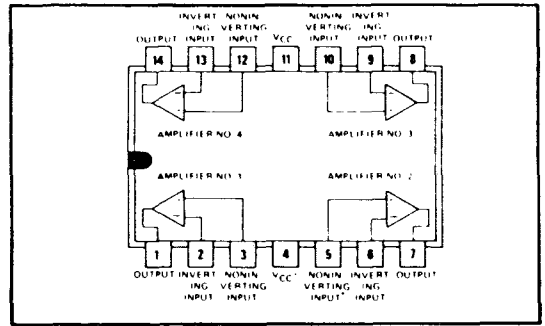 INVERT NONIN NONIN INVERT
ING VERTING VERTING ING
OUTPUT INPUT INPUT VCC INPUT INPUT OUTPUT
14 13 12 11 10 9 8
AMPLIFIER NO. 4 AMPLIFIER NO. 3
AMPLIFIER NO. 1 AMPLIFIER NO. 2
1 2 3 4 5 6 7
OUTPUT INVERT NONIN VCC+ NONIN INVERT OUTPUT
ING VERTING VERTING ING
INPUT INPUT INPUT+ INPUT